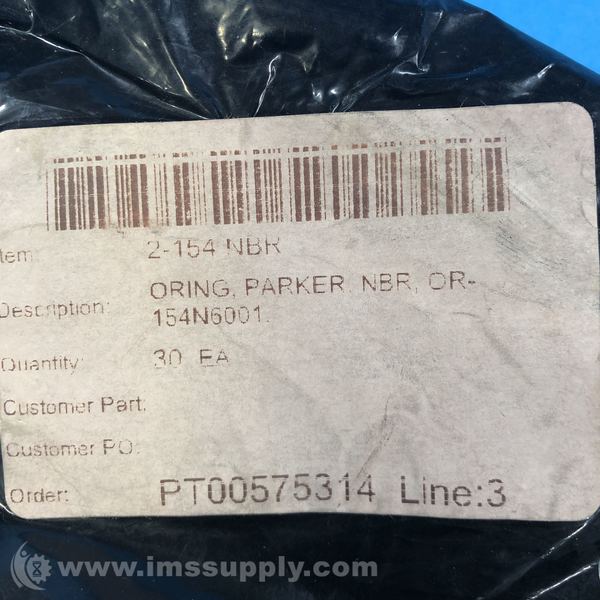 Item: 2-154 NBR
Description: ORING, PARKER, NBR, OR-
154N6001.
Quantity: 30 EA
Customer Part:
Customer PO:
Order: PT00575314 Line:3
© www.imssupply.com